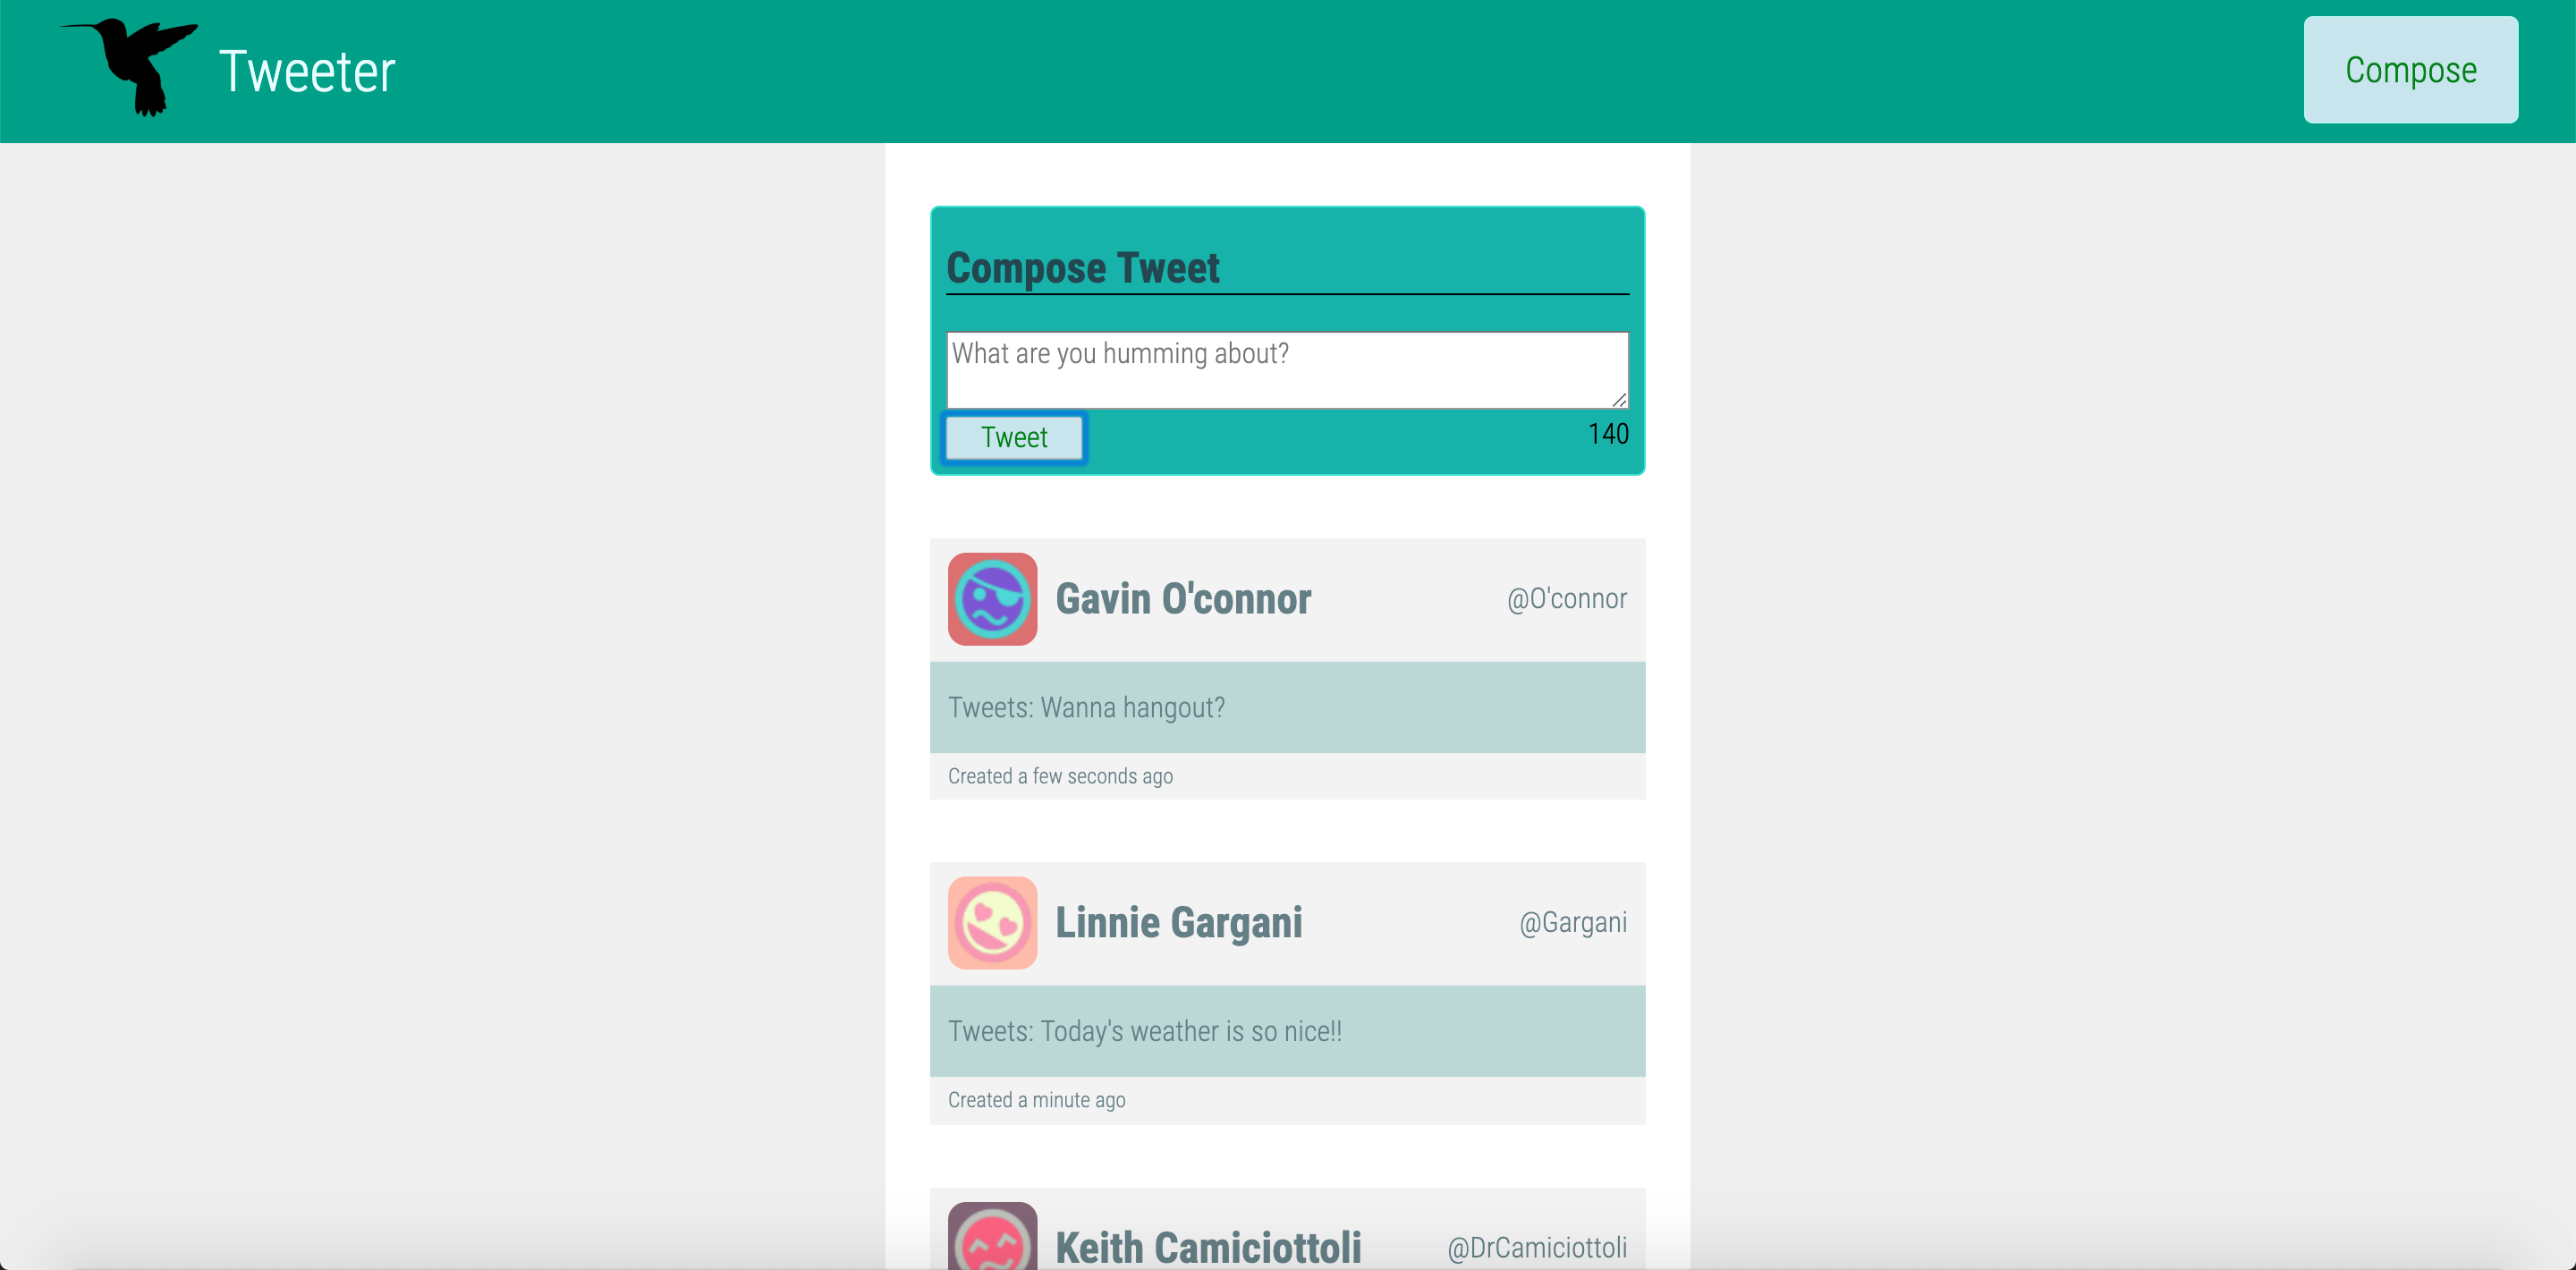 Tweeter
Compose
Compose Tweet
What are you humming about?
Tweet
140
Gavin O'connor
@O'connor
Tweets: Wanna hangout?
Created a few seconds ago
Linnie Gargani
@Gargani
Tweets: Today's weather is so nice!!
Created a minute ago
Keith Camiciottoli
@DrCamiciottoli